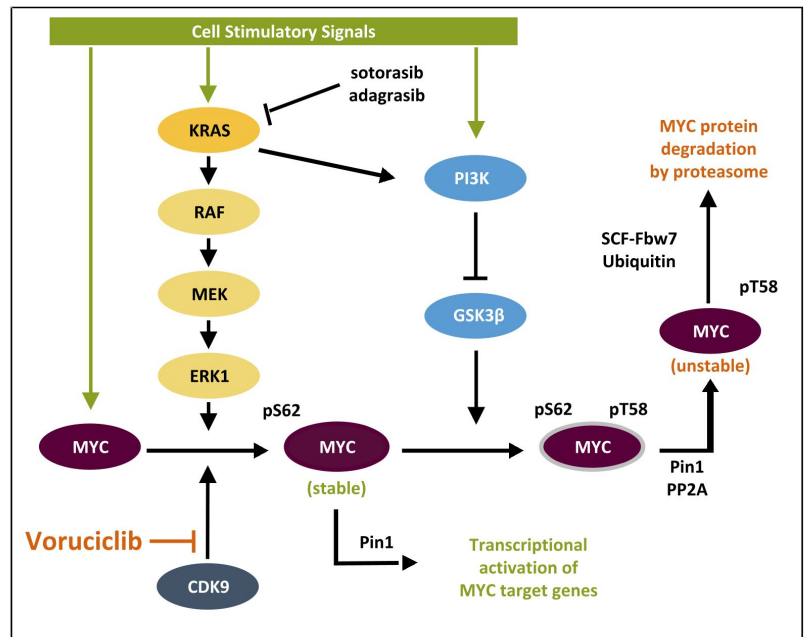 Cell Stimulatory Signals
sotorasib
adagrasib
KRAS
MYC protein
degradation
by proteasome
PI3K
RAF
SCF-Fbw7
Ubiquitin
MEK
pT58
GSK3β
MYC
(unstable)
ERK1
pS62
pS62
pT58
MYC
MYC
MYC
(stable)
Pin1
PP2A
Voruciclib
Pin1
Transcriptional
activation of
MYC target genes
CDK9